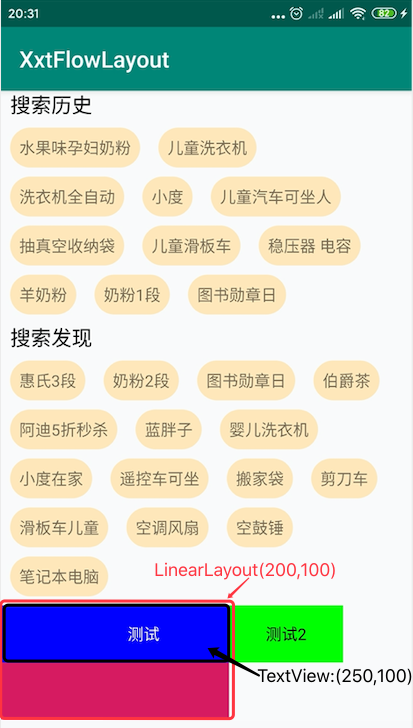 20:31
82
XxtFlowLayout
搜索历史
水果味孕妇奶粉 儿童洗衣机
洗衣机全自动 小度 儿童汽车可坐人
抽真空收纳袋 儿童滑板车 稳压器 电容
羊奶粉 奶粉1段 图书勋章日
搜索发现
惠氏3段 奶粉2段 图书勋章日 伯爵茶
阿迪5折秒杀 蓝胖子 婴儿洗衣机
小度在家 遥控车可坐 搬家袋 剪刀车
滑板车儿童 空调风扇 空鼓锤
笔记本电脑
LinearLayout(200,100)
测试 测试2
TextView:(250,100)